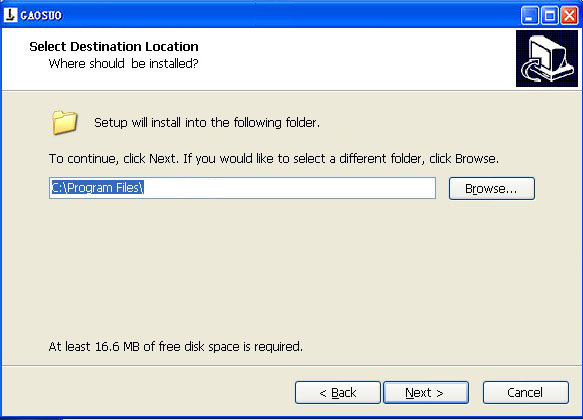 GAOSUO
Select Destination Location
Where should be installed?
Setup will install into the following folder.
To continue, click Next. If you would like to select a different folder, click Browse.
C:\Program Files\
Browse...
At least 16.6 MB of free disk space is required.
< Back
Next >
Cancel